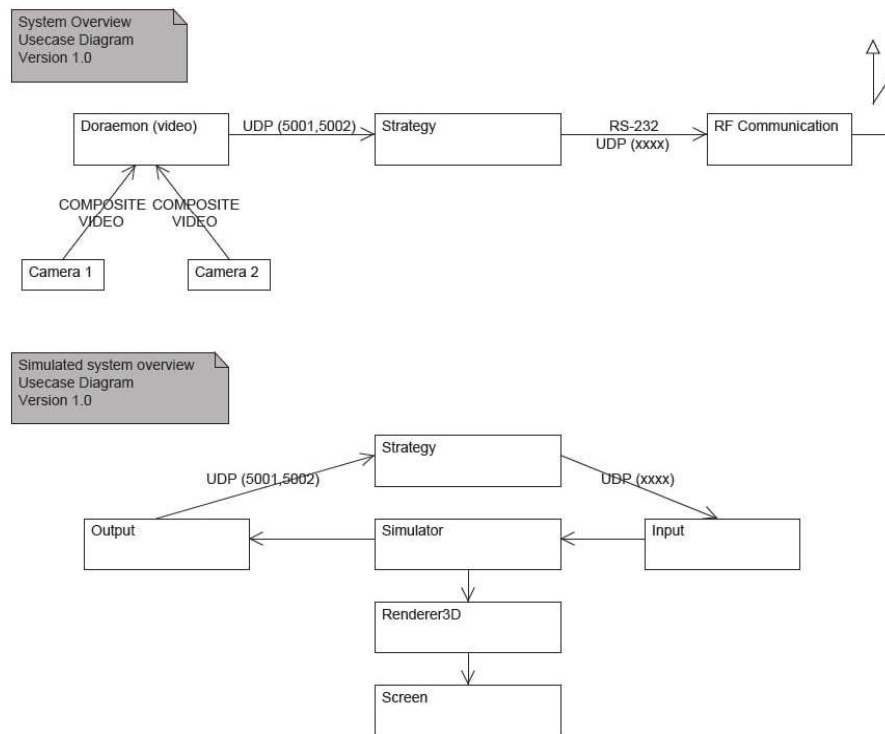 System Overview
Usecase Diagram
Version 1.0
Doraemon (video)
UDP (5001,5002)
Strategy
RS-232
UDP (xxxx)
RF Communication
COMPOSITE
VIDEO
COMPOSITE
VIDEO
Camera 1
Camera 2
Simulated system overview
Usecase Diagram
Version 1.0
Strategy
UDP (5001,5002)
UDP (xxxx)
Output
Simulator
Input
Renderer3D
Screen